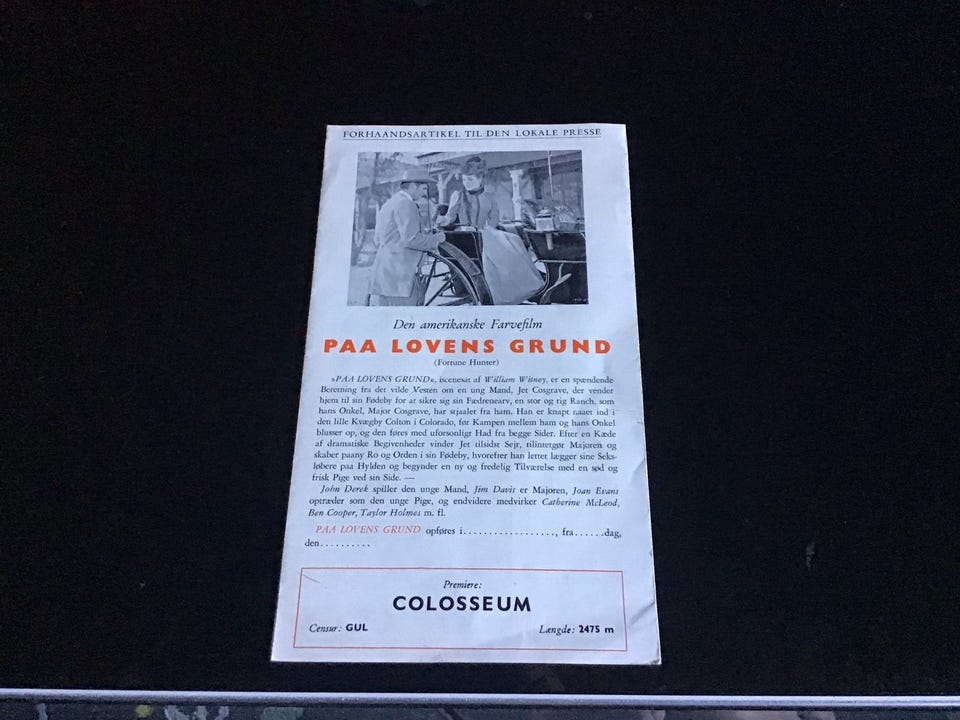 FORHAANDSARTIKEL TIL DEN LOKALE PRESSE
Den amerikanske Farvefilm
PAA LOVENS GRUND
(Fortune Hunter)
»PAA LOVENS GRUND«, iscenesat af William Witney, er en spændende
Beretning fra det vilde Vesten om en ung Mand, Jet Cosgrave, der vender
hjem til sin Fødeby for at sikre sig sin Fædrenearv, en stor og rig Ranch, som
hans Onkel, Major Cosgrave, har stjaalet fra ham. Han er knapt naaet ind i
den lille Kvægby Colton i Colorado, før Kampen mellem ham og hans Onkel
blusser op, og den føres med uforsonligt Had fra begge Sider. Efter en Kæde
af dramatiske Begivenheder vinder Jet tilsidst Sejr, tilintetgør Majoren og
skaber paany Ro og Orden i sin Fødeby, hvorefter han lettet lægger sine Seks-
løbere paa Hylden og begynder en ny og fredelig Tilværelse med en sød og
frisk Pige ved sin Side. —
John Derek spiller den unge Mand, Jim Davis er Majoren, Joan Evans
optræder som den unge Pige, og endvidere medvirker Catherine McLeod,
Ben Cooper, Taylor Holmes m. fl.
PAA LOVENS GRUND opføres i.................., fra......dag,
den..........
Premiere:
COLOSSEUM
Censur: GUL
Længde: 2475 m